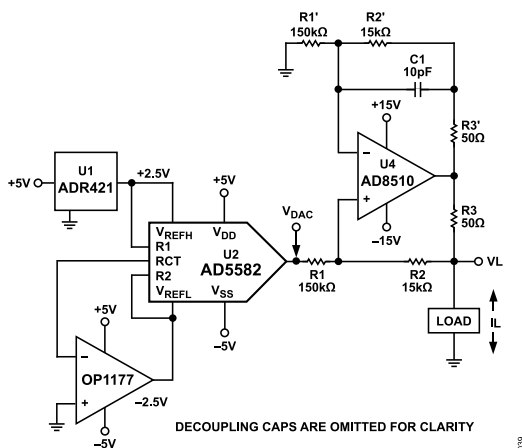 R1'
150kΩ
R2'
15kΩ
C1
10pF
+15V
R3'
50Ω
U4
AD8510
−
+
−15V
R3
50Ω
U1
ADR421
+5V
+2.5V
+5V
VREFH
VDD
R1
RCT
R2
VREFL
VSS
U2
AD5582
VDAC
R1
150kΩ
R2
15kΩ
VL
LOAD
IL
−5V
+5V
−
+
OP1177
−2.5V
−5V
DECOUPLING CAPS ARE OMITTED FOR CLARITY